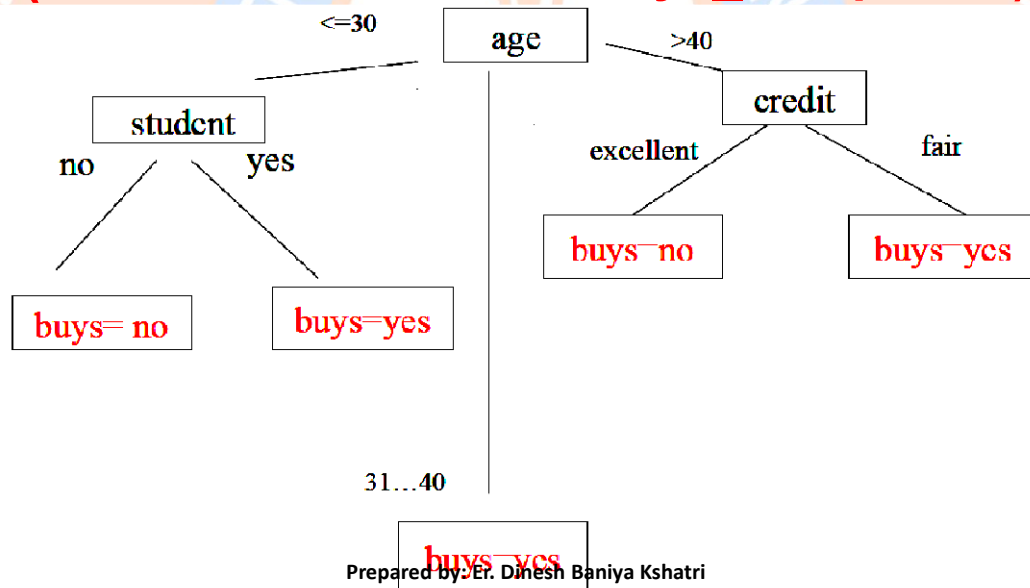 <=30
age
>40
student
credit
no
yes
excellent
fair
buys=no
buys=yes
buys= no
buys=yes
31...40
buys=yes
Prepared by: Er. Dinesh Baniya Kshatri